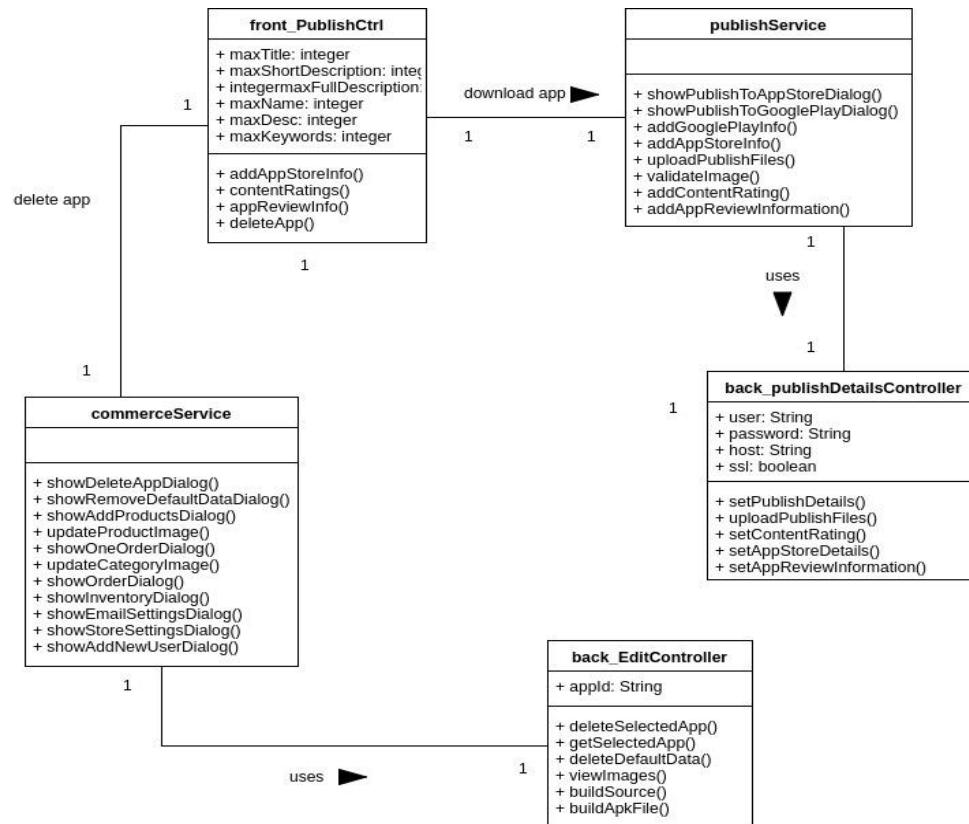 front_PublishCtrl
+ maxTitle: integer
+ maxShortDescription: integ
+ integermaxFullDescription:
+ maxName: integer
+ maxDesc: integer
+ maxKeywords: integer
+ addAppStoreInfo()
+ contentRatings()
+ appReviewInfo()
+ deleteApp()
1
1
download app
1
1
publishService
+ showPublishToAppStoreDialog()
+ showPublishToGooglePlayDialog()
+ addGooglePlayInfo()
+ addAppStoreInfo()
+ uploadPublishFiles()
+ validateImage()
+ addContentRating()
+ addAppReviewInformation()
1
uses
1
1
delete app
1
commerceService
+ showDeleteAppDialog()
+ showRemoveDefaultDataDialog()
+ showAddProductsDialog()
+ updateProductImage()
+ showOneOrderDialog()
+ updateCategoryImage()
+ showOrderDialog()
+ showInventoryDialog()
+ showEmailSettingsDialog()
+ showStoreSettingsDialog()
+ showAddNewUserDialog()
1
back_publishDetailsController
+ user: String
+ password: String
+ host: String
+ ssl: boolean
+ setPublishDetails()
+ uploadPublishFiles()
+ setContentRating()
+ setAppStoreDetails()
+ setAppReviewInformation()
uses
1
back_EditController
+ appId: String
+ deleteSelectedApp()
+ getSelectedApp()
+ deleteDefaultData()
+ viewImages()
+ buildSource()
+ buildApkFile()